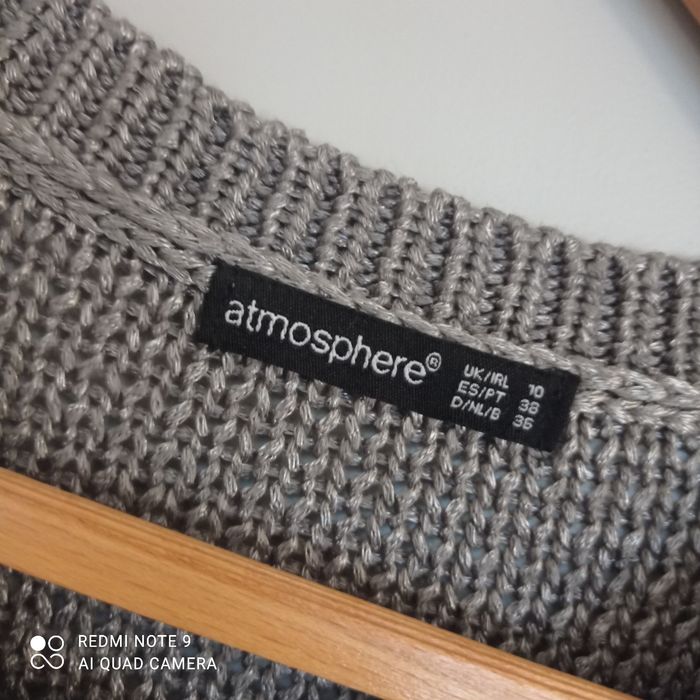 atmosphere®
UK/IRL 10
ES/PT 38
D/NL/B 36
REDMI NOTE 9
AI QUAD CAMERA